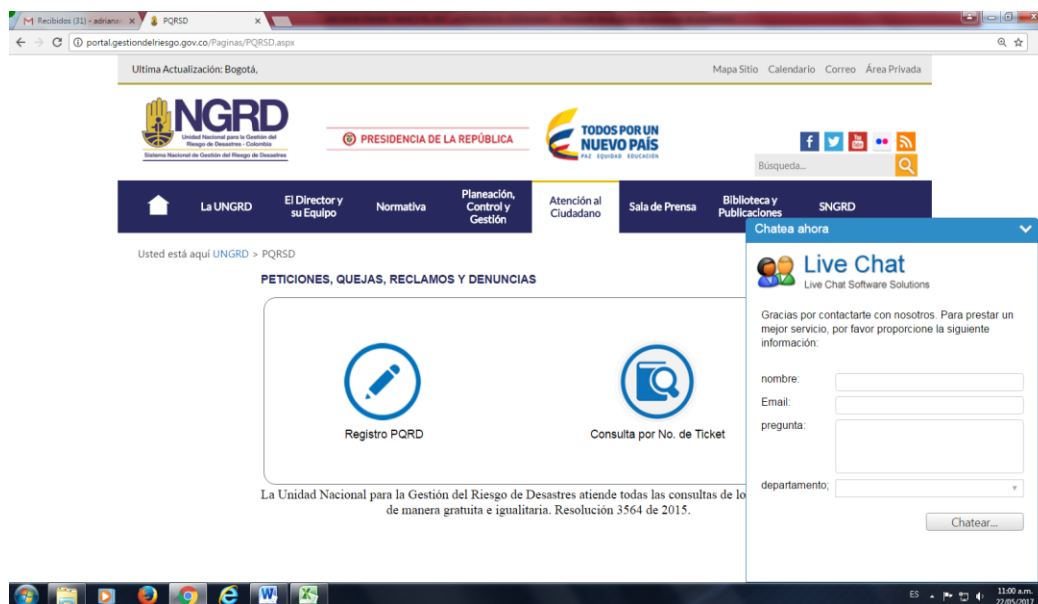 Recibidos (31) - adriana
PQRSD
portal.gestiondelriesgo.gov.co/Paginas/PQRSD.aspx
Ultima Actualización: Bogotá,
Mapa Sitio Calendario Correo Área Privada
NGRD
Unidad Nacional para la Gestión del
Riesgo de Desastres - Colombia
Sistema Nacional de Gestión del Riesgo de Desastres
PRESIDENCIA DE LA REPÚBLICA
TODOS POR UN
NUEVO PAÍS
PAZ EQUIDAD EDUCACIÓN
Búsqueda...
La UNGRD
El Director y
su Equipo
Normativa
Planeación,
Control y
Gestión
Atención al
Ciudadano
Sala de Prensa
Biblioteca y
Publicaciones
SNGRD
Usted está aquí UNGRD > PQRSD
PETICIONES, QUEJAS, RECLAMOS Y DENUNCIAS
Registro PQRD
Consulta por No. de Ticket
La Unidad Nacional para la Gestión del Riesgo de Desastres atiende todas las consultas de lo
de manera gratuita e igualitaria. Resolución 3564 de 2015.
Chatea ahora
Live Chat
Live Chat Software Solutions
Gracias por contactarte con nosotros. Para prestar un
mejor servicio, por favor proporcione la siguiente
información:
nombre:
Email:
pregunta:
departamento;
Chatear...
ES
11:00 a.m.
22/05/2017